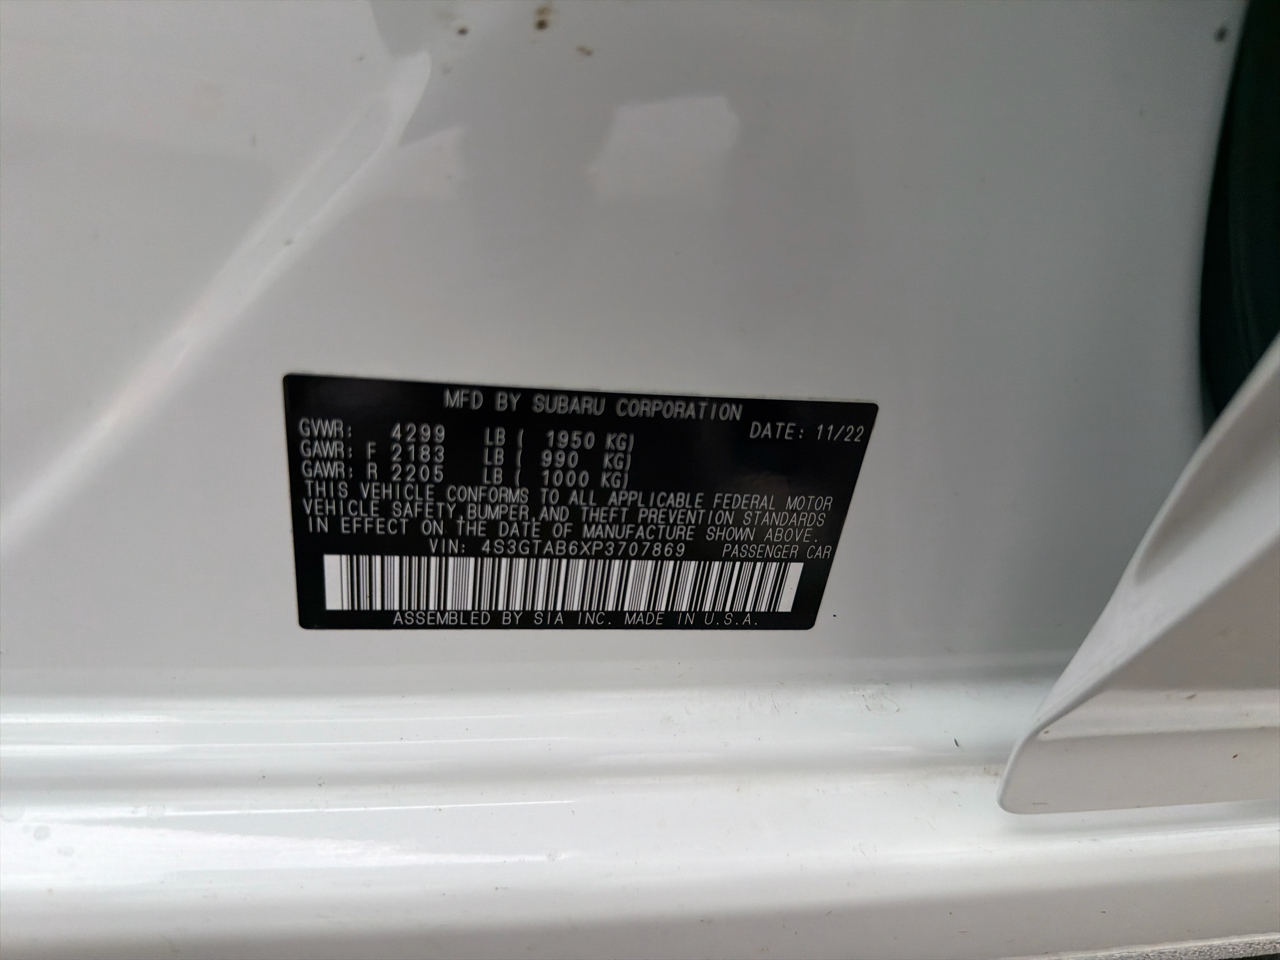 MFD BY SUBARU CORPORATION
GVWR: 4299 LB ( 1950 KG) DATE: 11/22
GAWR: F 2183 LB ( 990 KG)
GAWR: R 2205 LB ( 1000 KG)
THIS VEHICLE CONFORMS TO ALL APPLICABLE FEDERAL MOTOR
VEHICLE SAFETY, BUMPER, AND THEFT PREVENTION STANDARDS
IN EFFECT ON THE DATE OF MANUFACTURE SHOWN ABOVE.
VIN: 4S3GTAB6XP3707869 PASSENGER CAR
ASSEMBLED BY SIA INC. MADE IN U.S.A.